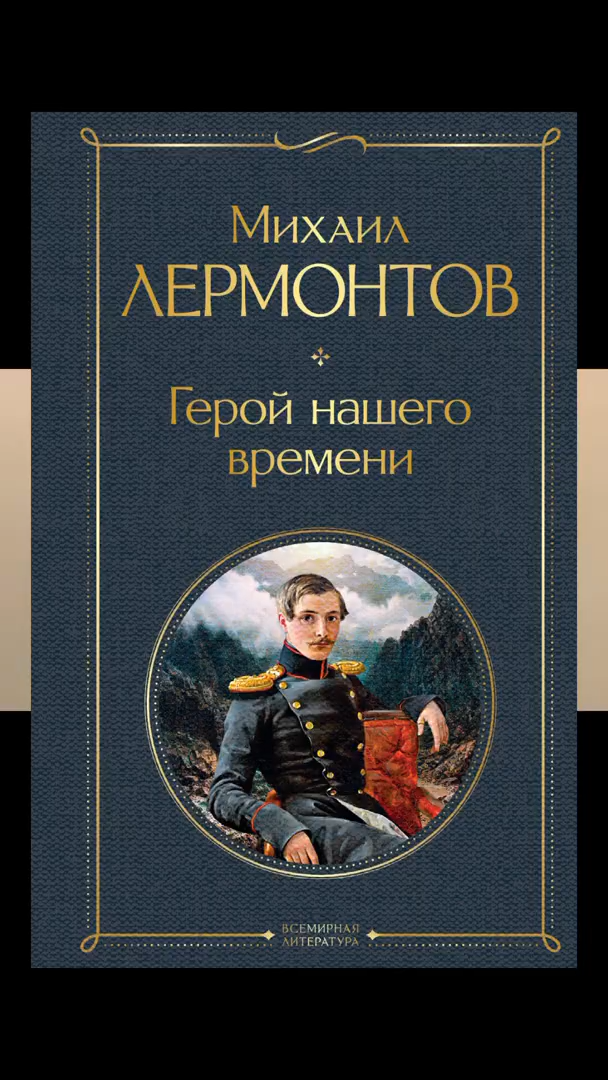 Михаил
ЛЕРМОНТОВ
Герой нашего
времени
ВСЕМИРНАЯ
ЛИТЕРАТУРА